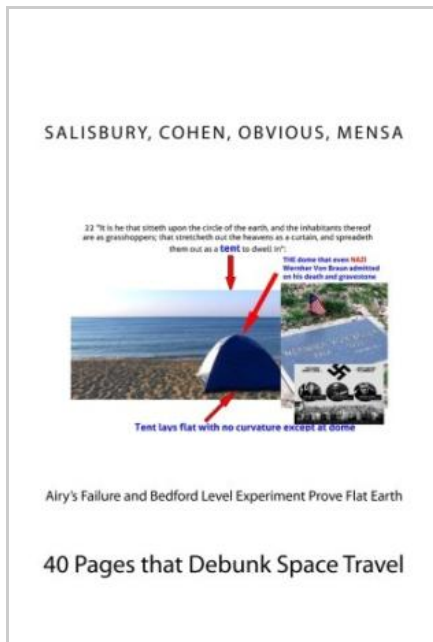 SALISBURY, COHEN, OBVIOUS, MENSA
22 "It is he that sitteth upon the circle of the earth, and the inhabitants thereof
are as grasshoppers; that stretcheth out the heavens as a curtain, and spreadeth
them out as a tent to dwell in":
THE dome that even NAZI
Wernher Von Braun admitted
on his death and gravestone
Tent lays flat with no curvature except at dome
Airy's Failure and Bedford Level Experiment Prove Flat Earth
40 Pages that Debunk Space Travel